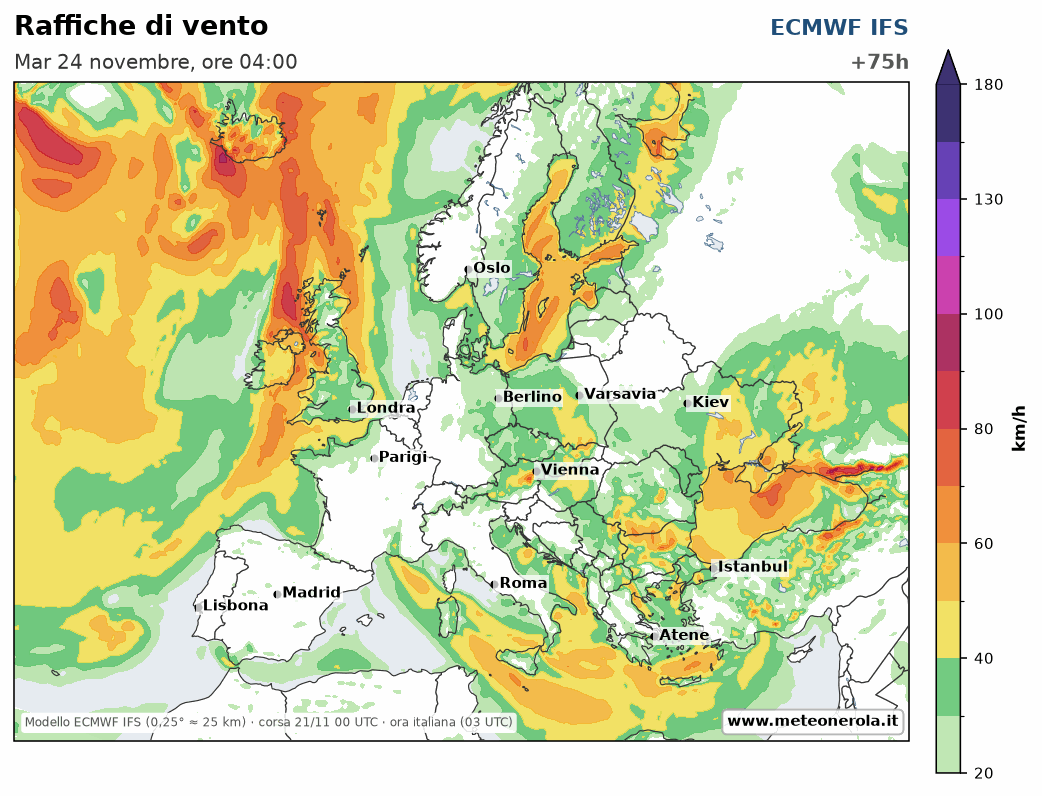 Raffiche di vento
ECMWF IFS
Mar 24 novembre, ore 04:00
+75h
180
130
100
80
60
40
20
km/h
Oslo
Berlino
Varsavia
Kiev
Londra
Parigi
Vienna
Istanbul
Roma
Madrid
Lisbona
Atene
Modello ECMWF IFS (0,25° ≈ 25 km) · corsa 21/11 00 UTC · ora italiana (03 UTC)
www.meteonerola.it